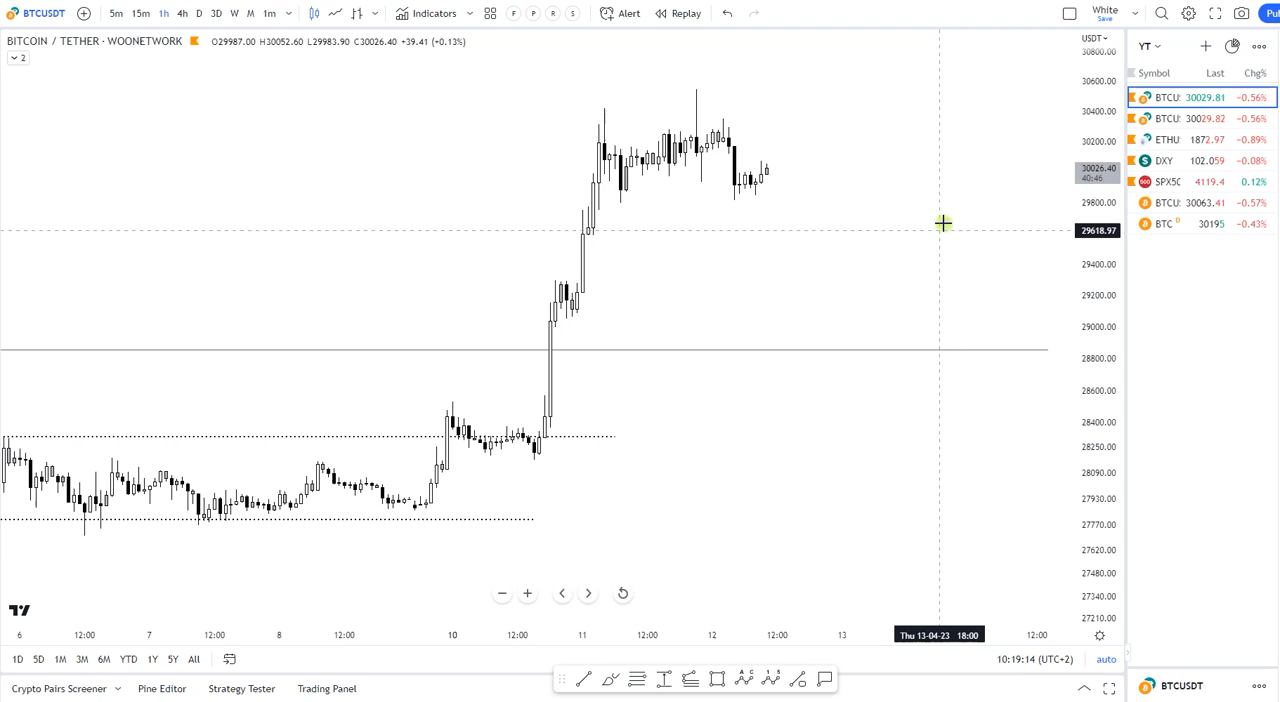 BTCUSDT 5m 15m 1h 4h D 3D W M 1m Indicators F P R S Alert Replay White Save Pu
BITCOIN / TETHER · WOONETWORK O29987.00 H30052.60 L29983.90 C30026.40 +39.41 (+0.13%)
2
USDT
30800.00
30600.00
30400.00
30200.00
30026.40
40:46
29800.00
29618.97
29400.00
29200.00
29000.00
28800.00
28600.00
28400.00
28250.00
28090.00
27930.00
27770.00
27620.00
27480.00
27340.00
27210.00
YT
Symbol Last Chg%
BTCU: 30029.81 −0.56%
BTCU: 30029.82 −0.56%
ETHU: 1872.97 −0.89%
DXY 102.059 −0.08%
500 SPX5( 4119.4 0.12%
BTCU: 30063.41 −0.57%
BTC D 30195 −0.43%
6 12:00 7 12:00 8 12:00 10 12:00 11 12:00 12 12:00 13 Thu 13-04-23 18:00 12:00
1D 5D 1M 3M 6M YTD 1Y 5Y All 10:19:14 (UTC+2) auto
Crypto Pairs Screener Pine Editor Strategy Tester Trading Panel BTCUSDT